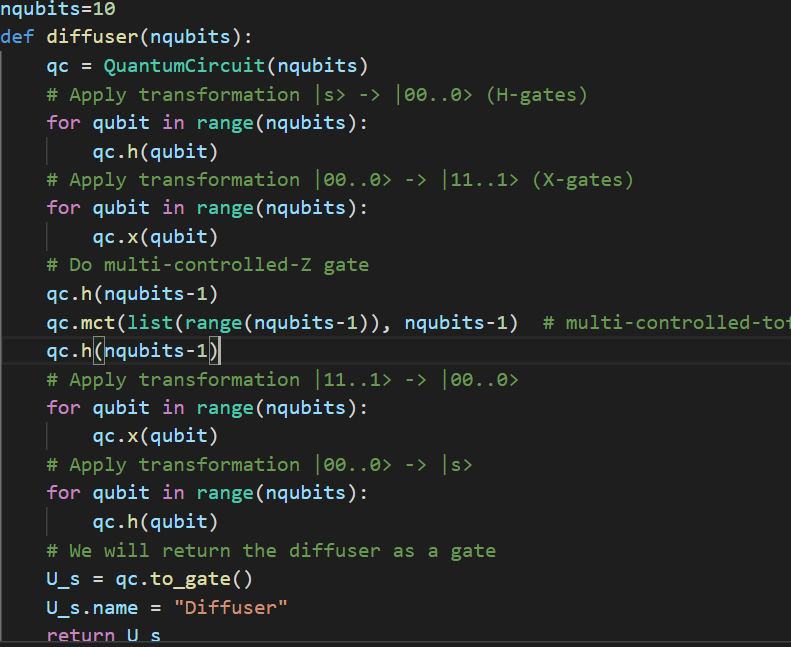 nqubits=10
def diffuser(nqubits):
    qc = QuantumCircuit(nqubits)
    # Apply transformation |s> -> |00..0> (H-gates)
    for qubit in range(nqubits):
        qc.h(qubit)
    # Apply transformation |00..0> -> |11..1> (X-gates)
    for qubit in range(nqubits):
        qc.x(qubit)
    # Do multi-controlled-Z gate
    qc.h(nqubits-1)
    qc.mct(list(range(nqubits-1)), nqubits-1)  # multi-controlled-tof
    qc.h(nqubits-1)
    # Apply transformation |11..1> -> |00..0>
    for qubit in range(nqubits):
        qc.x(qubit)
    # Apply transformation |00..0> -> |s>
    for qubit in range(nqubits):
        qc.h(qubit)
    # We will return the diffuser as a gate
    U_s = qc.to_gate()
    U_s.name = "Diffuser"
    return U_s